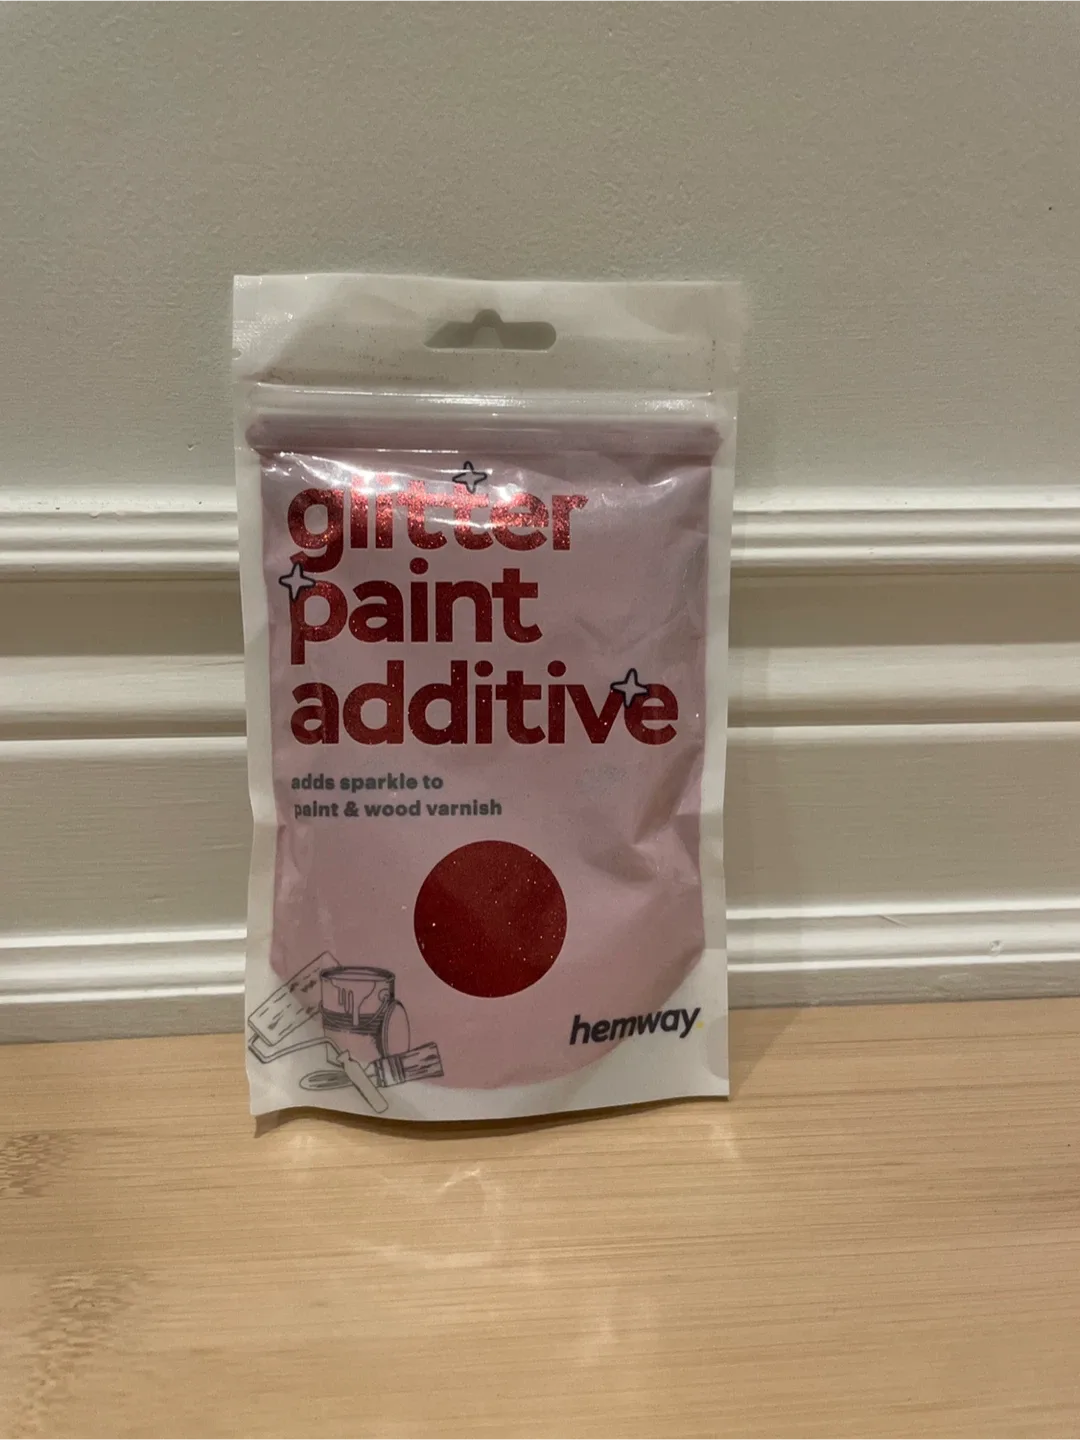 glitter
paint
additive
adds sparkle to
paint & wood varnish
hemway.